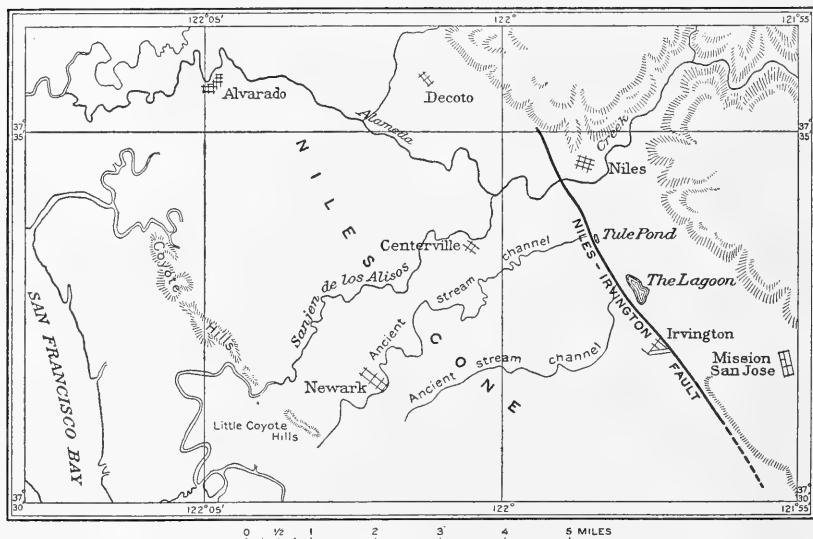 122° 05′ 122° 121° 55′
Alvarado
Decoto
37
35
37
35
Alameda
Creek
Niles
NILES
CONE
Tule Pond
Centerville
Ancient stream channel
The Lagoon
Coyote
Hills
Sanjen de los Alisos
NILES-IRVINGTON
FAULT
Irvington
Mission
San Jose
SAN FRANCISCO BAY
Ancient stream channel
Newark
Little Coyote
Hills
37
30
37
30
122° 05′ 122° 121° 55′
0 ½ 1 2 3 4 5 MILES